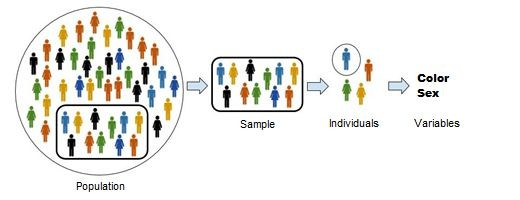 Color
Sex
Population
Sample
Individuals
Variables